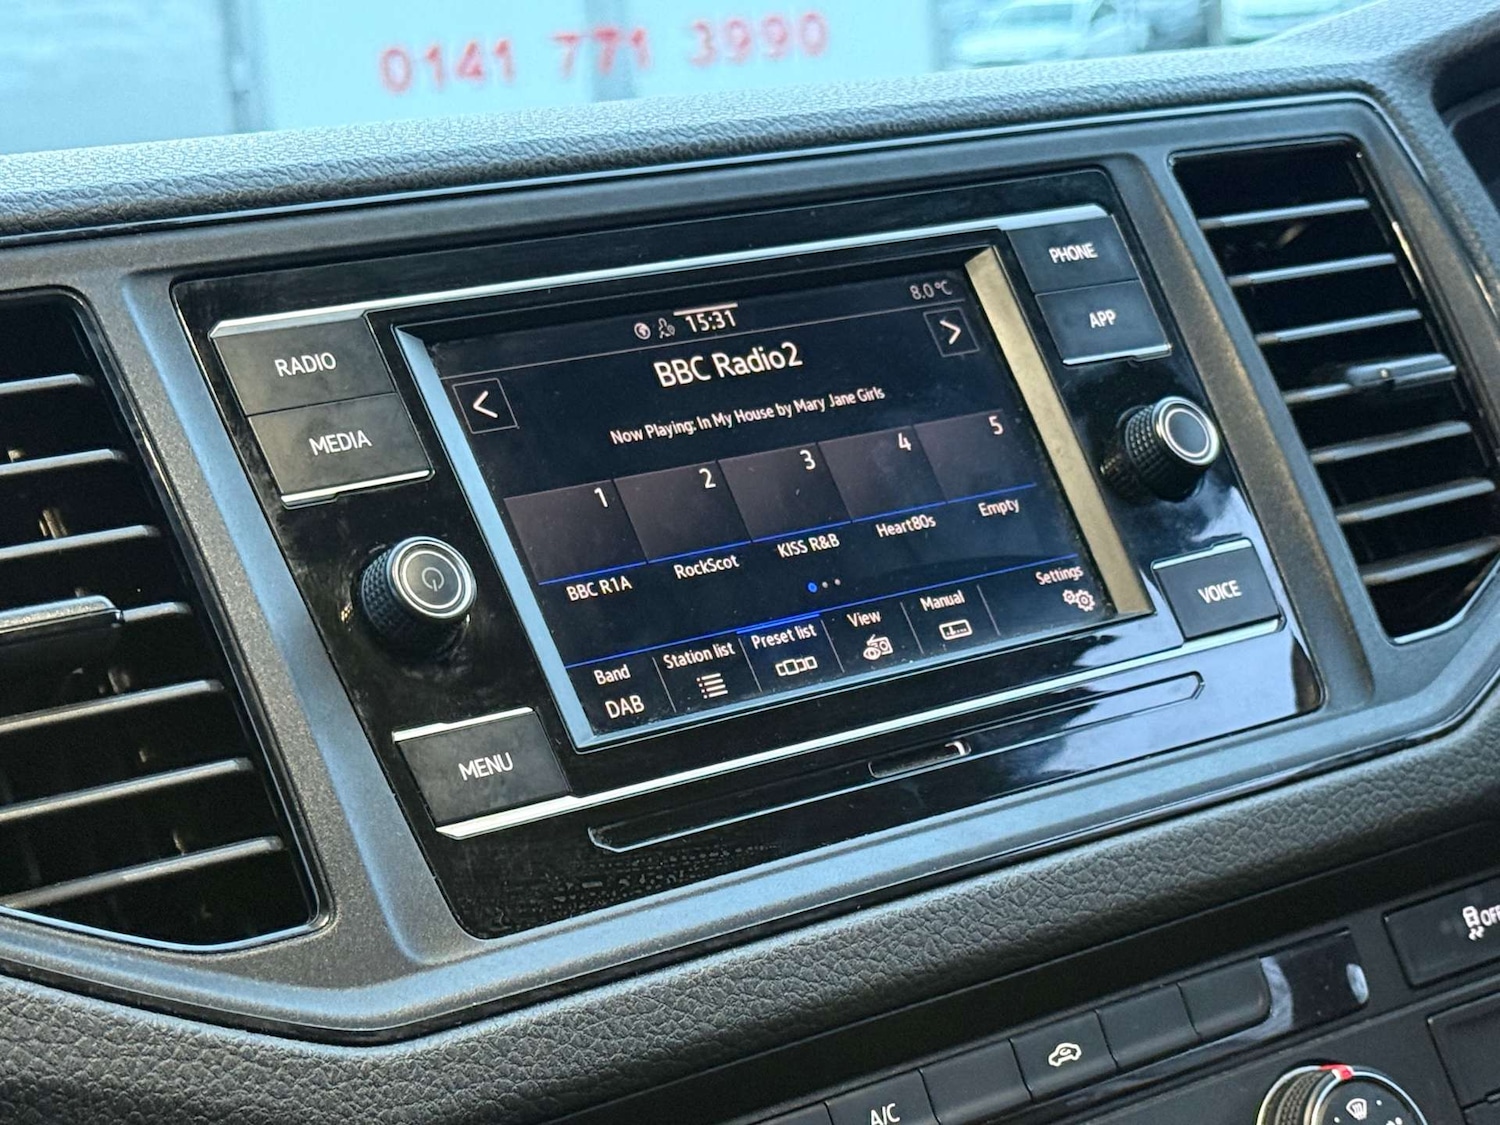 0141 771 3990
PHONE
8.0 °C
15:31
APP
BBC Radio2
RADIO
Now Playing: In My House by Mary Jane Girls
MEDIA
1 2 3 4 5
BBC R1A RockScot KISS R&B Heart80s Empty
Settings
VOICE
Band Station list Preset list View Manual
DAB
MENU
OFF
A/C